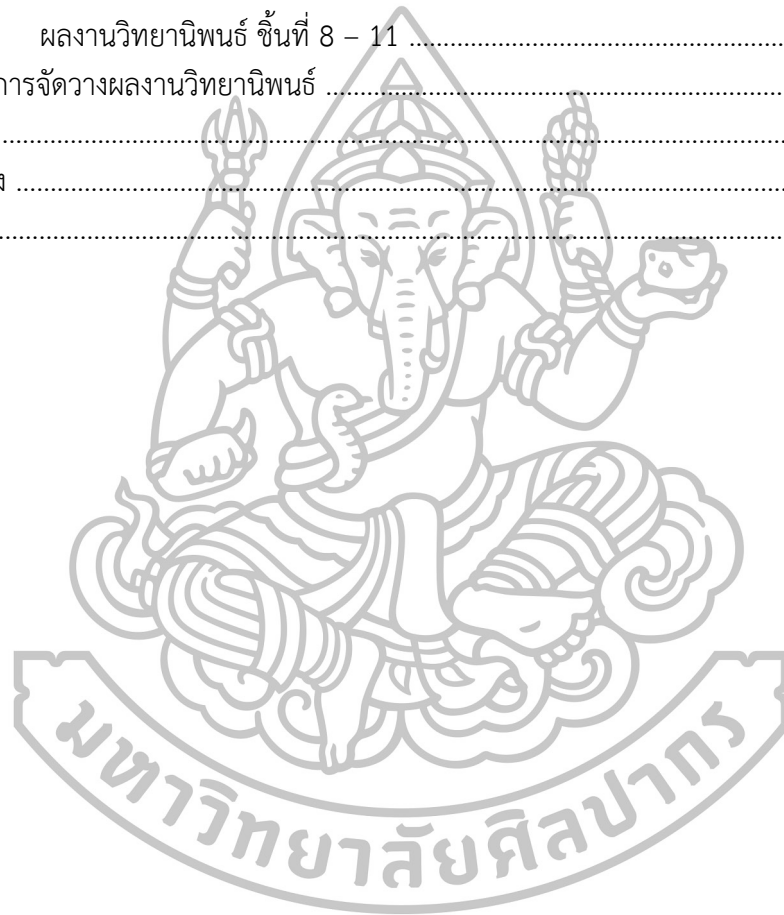 ผลงานวิทยานิพนธ์ ชิ้นที่ 8 – 11 ........................................................
การจัดวางผลงานวิทยานิพนธ์ ....................................................................
....................................................................................................................
....................................................................................................................
....................................................................................................................
มหาวิทยาลัยศิลปากร